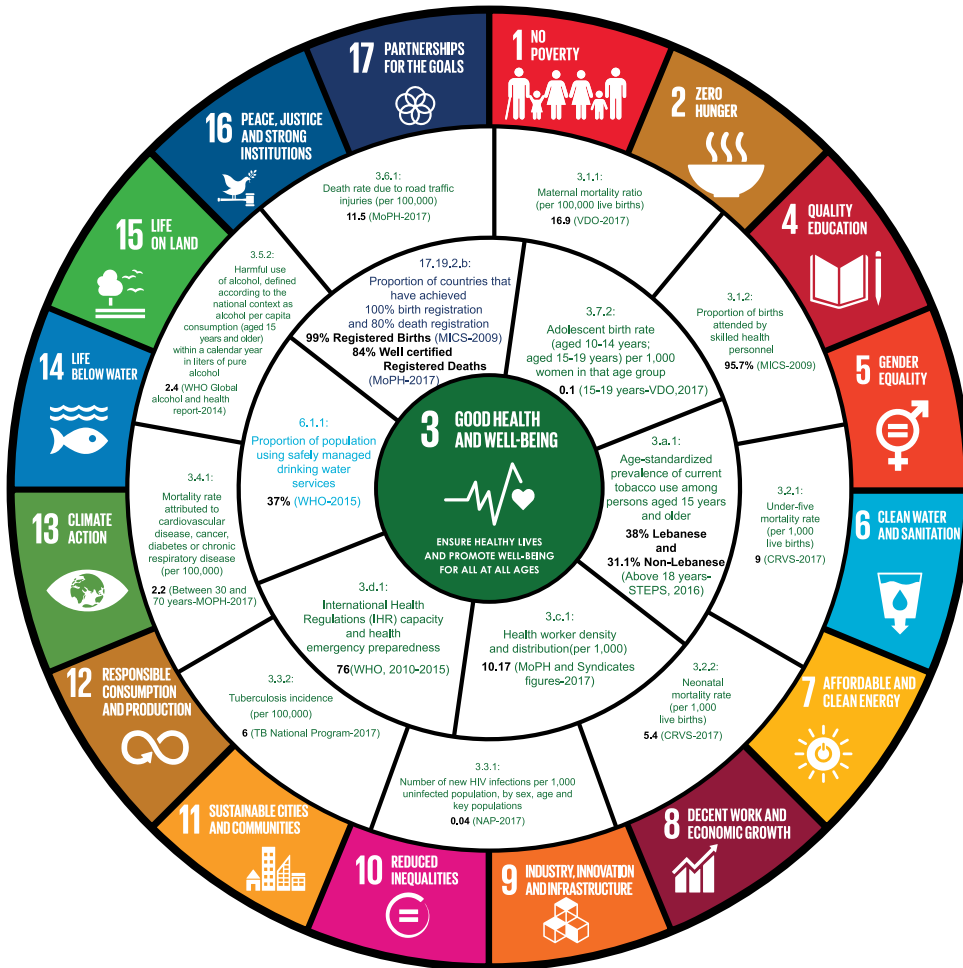 1 NO
POVERTY
2 ZERO
HUNGER
4 QUALITY
EDUCATION
5 GENDER
EQUALITY
6 CLEAN WATER
AND SANITATION
7 AFFORDABLE AND
CLEAN ENERGY
8 DECENT WORK AND
ECONOMIC GROWTH
9 INDUSTRY, INNOVATION
AND INFRASTRUCTURE
10 REDUCED
INEQUALITIES
11 SUSTAINABLE CITIES
AND COMMUNITIES
12 RESPONSIBLE
CONSUMPTION
AND PRODUCTION
13 CLIMATE
ACTION
14 LIFE
BELOW WATER
15 LIFE
ON LAND
16 PEACE, JUSTICE
AND STRONG
INSTITUTIONS
17 PARTNERSHIPS
FOR THE GOALS
3.1.1:
Maternal mortality ratio
(per 100,000 live births)
16.9 (VDO-2017)
3.1.2:
Proportion of births
attended by
skilled health
personnel
95.7% (MICS-2009)
3.2.1:
Under-five
mortality rate
(per 1,000
live births)
9 (CRVS-2017)
3.2.2:
Neonatal
mortality rate
(per 1,000
live births)
5.4 (CRVS-2017)
3.3.1:
Number of new HIV infections per 1,000
uninfected population, by sex, age and
key populations
0.04 (NAP-2017)
3.3.2:
Tuberculosis incidence
(per 100,000)
6 (TB National Program-2017)
3.4.1:
Mortality rate
attributed to
cardiovascular
disease, cancer,
diabetes or chronic
respiratory disease
(per 100,000)
2.2 (Between 30 and
70 years-MOPH-2017)
3.5.2:
Harmful use
of alcohol, defined
according to the
national context as
alcohol per capita
consumption (aged 15
years and older)
within a calendar year
in liters of pure
alcohol
2.4 (WHO Global
alcohol and health
report-2014)
3.6.1:
Death rate due to road traffic
injuries (per 100,000)
11.5 (MoPH-2017)
17.19.2.b:
Proportion of countries that
have achieved
100% birth registration
and 80% death registration
99% Registered Births (MICS-2009)
84% Well certified
Registered Deaths
(MoPH-2017)
3.7.2:
Adolescent birth rate
(aged 10-14 years;
aged 15-19 years) per 1,000
women in that age group
0.1 (15-19 years-VDO,2017)
3.a.1:
Age-standardized
prevalence of current
tobacco use among
persons aged 15 years
and older
38% Lebanese
and
31.1% Non-Lebanese
(Above 18 years-
STEPS, 2016)
3.c.1:
Health worker density
and distribution(per 1,000)
10.17 (MoPH and Syndicates
figures-2017)
3.d.1:
International Health
Regulations (IHR) capacity
and health
emergency preparedness
76(WHO, 2010-2015)
6.1.1:
Proportion of population
using safely managed
drinking water
services
37% (WHO-2015)
3 GOOD HEALTH
AND WELL-BEING
ENSURE HEALTHY LIVES
AND PROMOTE WELL-BEING
FOR ALL AT ALL AGES